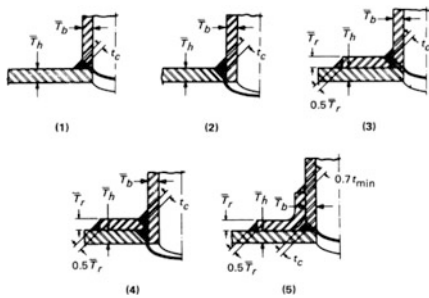 T̅h T̅b tc
(1)
T̅h T̅b tc
(2)
T̅r T̅h T̅b tc
0.5T̅r
(3)
T̅r T̅h T̅b tc
0.5T̅r
(4)
T̅r T̅h T̅b 0.7tmin
0.5T̅r tc
(5)